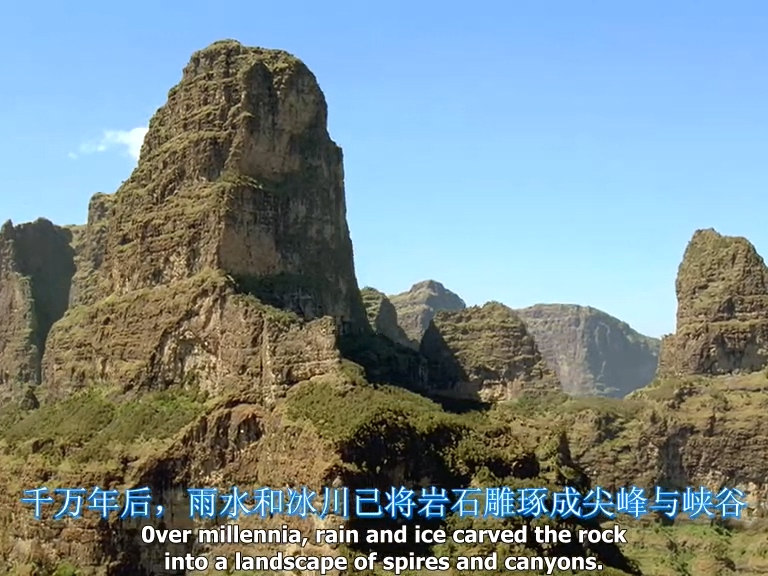 千万年后，雨水和冰川已将岩石雕琢成尖峰与峡谷
Over millennia, rain and ice carved the rock
into a landscape of spires and canyons.